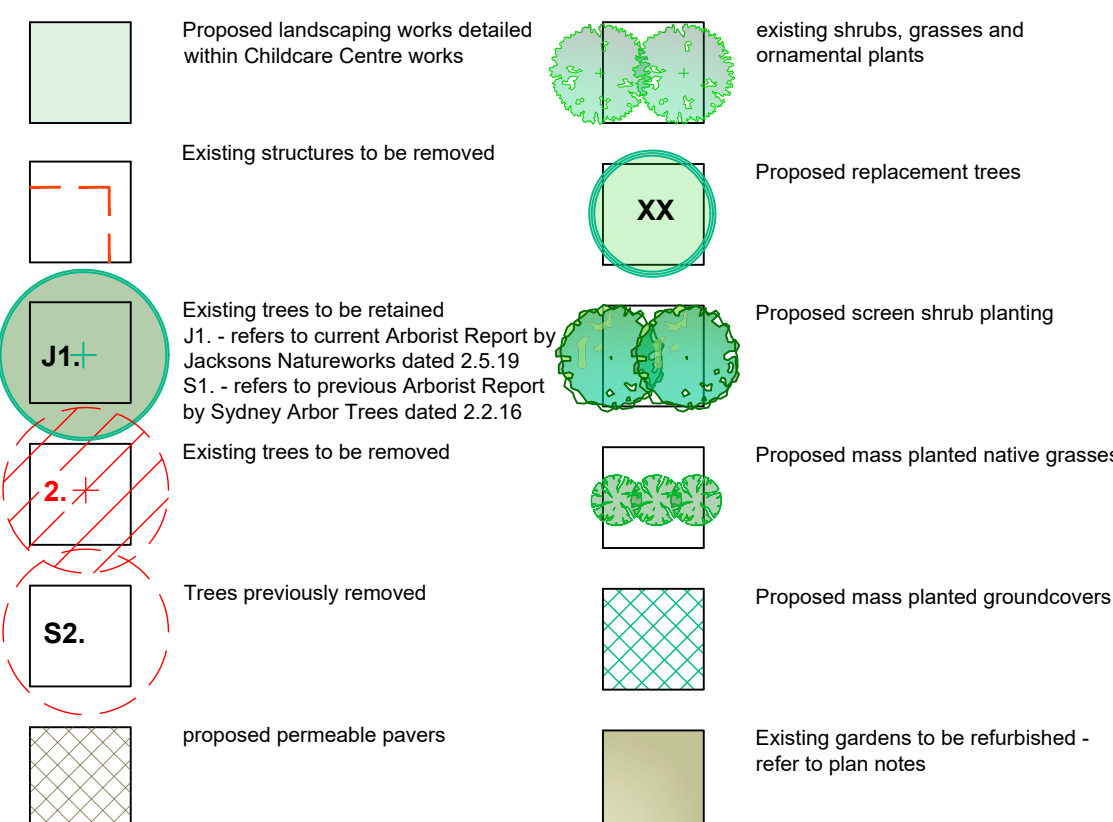 Proposed landscaping works detailed
within Childcare Centre works
Existing structures to be removed
J1.
Existing trees to be retained
J1. - refers to current Arborist Report by
Jacksons Natureworks dated 2.5.19
S1. - refers to previous Arborist Report
by Sydney Arbor Trees dated 2.2.16
2.
Existing trees to be removed
S2.
Trees previously removed
proposed permeable pavers
existing shrubs, grasses and
ornamental plants
XX
Proposed replacement trees
Proposed screen shrub planting
Proposed mass planted native grasses
Proposed mass planted groundcovers
Existing gardens to be refurbished -
refer to plan notes